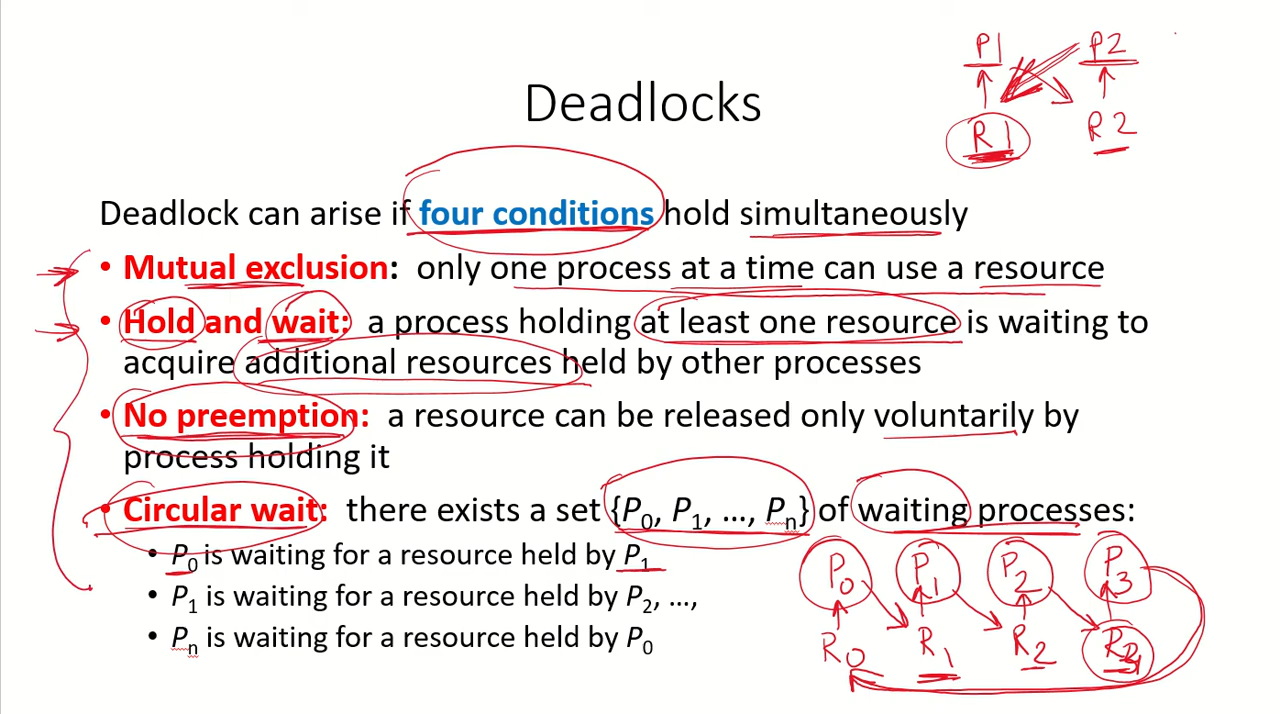 P1 P2
R1 R2
Deadlocks
Deadlock can arise if four conditions hold simultaneously
• Mutual exclusion: only one process at a time can use a resource
• Hold and wait: a process holding at least one resource is waiting to
acquire additional resources held by other processes
• No preemption: a resource can be released only voluntarily by
process holding it
• Circular wait: there exists a set {P0, P1, …, Pn} of waiting processes:
• P0 is waiting for a resource held by P1
• P1 is waiting for a resource held by P2, …,
• Pn is waiting for a resource held by P0
P0 P1 P2 P3
R0 R1 R2